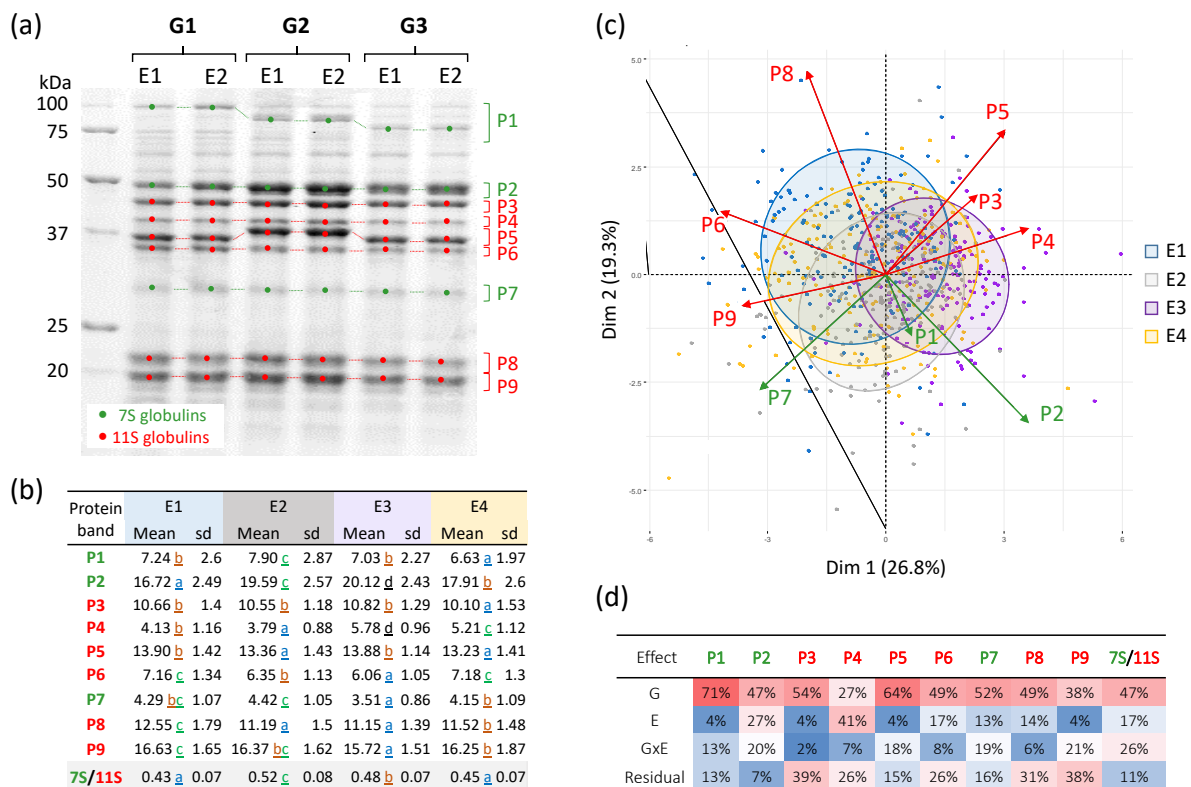 (a)
G1 G2 G3
kDa E1 E2 E1 E2 E1 E2
100
75
50
37
25
20
P1
P2
P3
P4
P5
P6
P7
P8
P9
7S globulins
11S globulins
(b)
Protein band E1 E2 E3 E4
Mean sd Mean sd Mean sd Mean sd
P1 7.24 b 2.6 7.90 c 2.87 7.03 b 2.27 6.63 a 1.97
P2 16.72 a 2.49 19.59 c 2.57 20.12 d 2.43 17.91 b 2.6
P3 10.66 b 1.4 10.55 b 1.18 10.82 b 1.29 10.10 a 1.53
P4 4.13 b 1.16 3.79 a 0.88 5.78 d 0.96 5.21 c 1.12
P5 13.90 b 1.42 13.36 a 1.43 13.88 b 1.14 13.23 a 1.41
P6 7.16 c 1.34 6.35 b 1.13 6.06 a 1.05 7.18 c 1.3
P7 4.29 bc 1.07 4.42 c 1.05 3.51 a 0.86 4.15 b 1.09
P8 12.55 c 1.79 11.19 a 1.5 11.15 a 1.39 11.52 b 1.48
P9 16.63 c 1.65 16.37 bc 1.62 15.72 a 1.51 16.25 b 1.87
7S/11S 0.43 a 0.07 0.52 c 0.08 0.48 b 0.07 0.45 a 0.07
(c)
5.0
2.5
0.0
-2.5
-5.0
Dim 2 (19.3%)
P8
P5
P3
P6
P4
P9
P1
P7
P2
-6 -3 0 3 6
Dim 1 (26.8%)
E1
E2
E3
E4
(d)
Effect P1 P2 P3 P4 P5 P6 P7 P8 P9 7S/11S
G 71% 47% 54% 27% 64% 49% 52% 49% 38% 47%
E 4% 27% 4% 41% 4% 17% 13% 14% 4% 17%
GxE 13% 20% 2% 7% 18% 8% 19% 6% 21% 26%
Residual 13% 7% 39% 26% 15% 26% 16% 31% 38% 11%